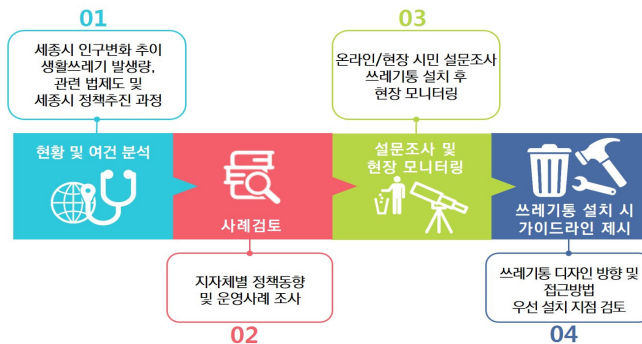 01
세종시 인구변화 추이
생활쓰레기 발생량,
관련 법제도 및
세종시 정책추진 과정
현황 및 여건 분석
사례검토
지자체별 정책동향
및 운영사례 조사
02
03
온라인/현장 시민 설문조사
쓰레기통 설치 후
현장 모니터링
설문조사 및
현장 모니터링
쓰레기통 설치 시
가이드라인 제시
쓰레기통 디자인 방향 및
접근방법
우선 설치 지점 검토
04